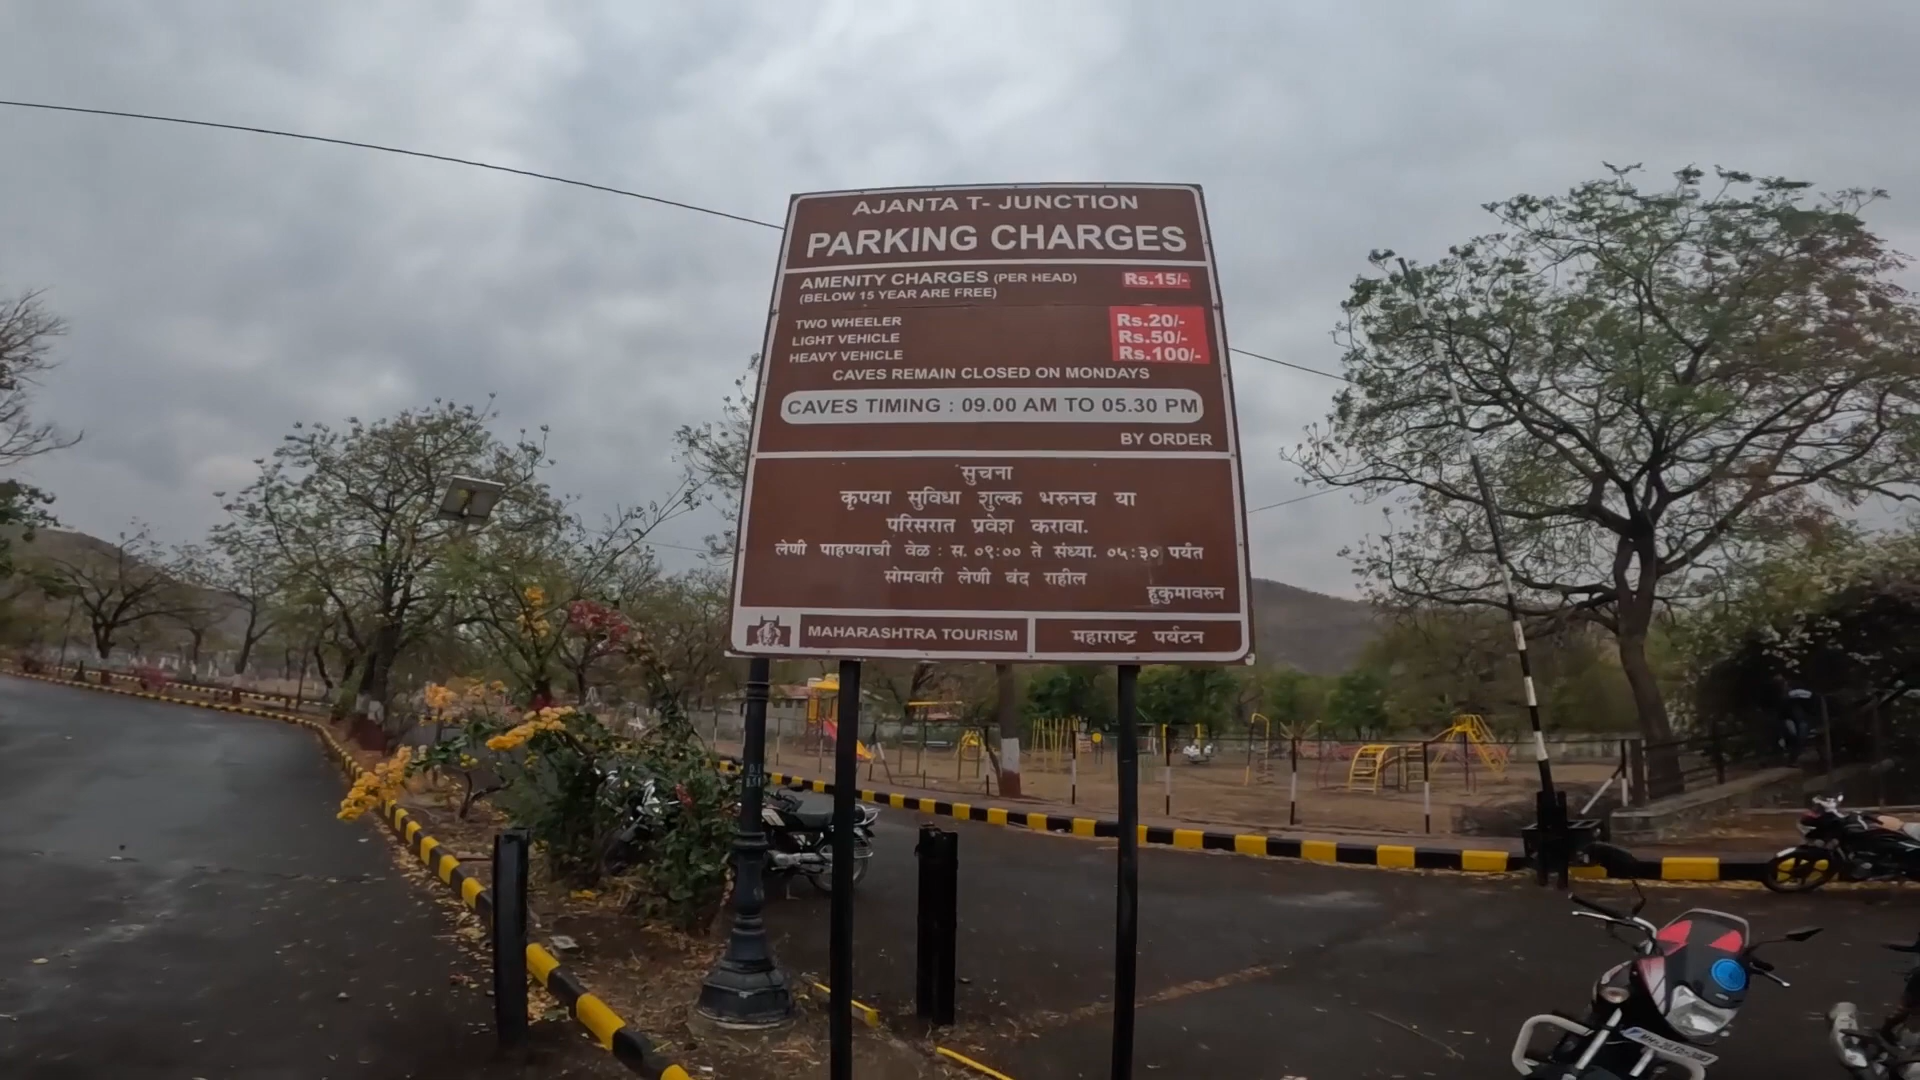 AJANTA T- JUNCTION
PARKING CHARGES
AMENITY CHARGES (PER HEAD) Rs.15/-
(BELOW 15 YEAR ARE FREE)
TWO WHEELER Rs.20/-
LIGHT VEHICLE Rs.50/-
HEAVY VEHICLE Rs.100/-
CAVES REMAIN CLOSED ON MONDAYS
CAVES TIMING : 09.00 AM TO 05.30 PM
BY ORDER
सुचना
कृपया सुविधा शुल्क भरुनच या
परिसरात प्रवेश करावा.
लेणी पाहण्याची वेळ : स. ०९:०० ते संध्या. ०५:३० पर्यंत
सोमवारी लेणी बंद राहील
हुकुमावरुन
MAHARASHTRA TOURISM महाराष्ट्र पर्यटन